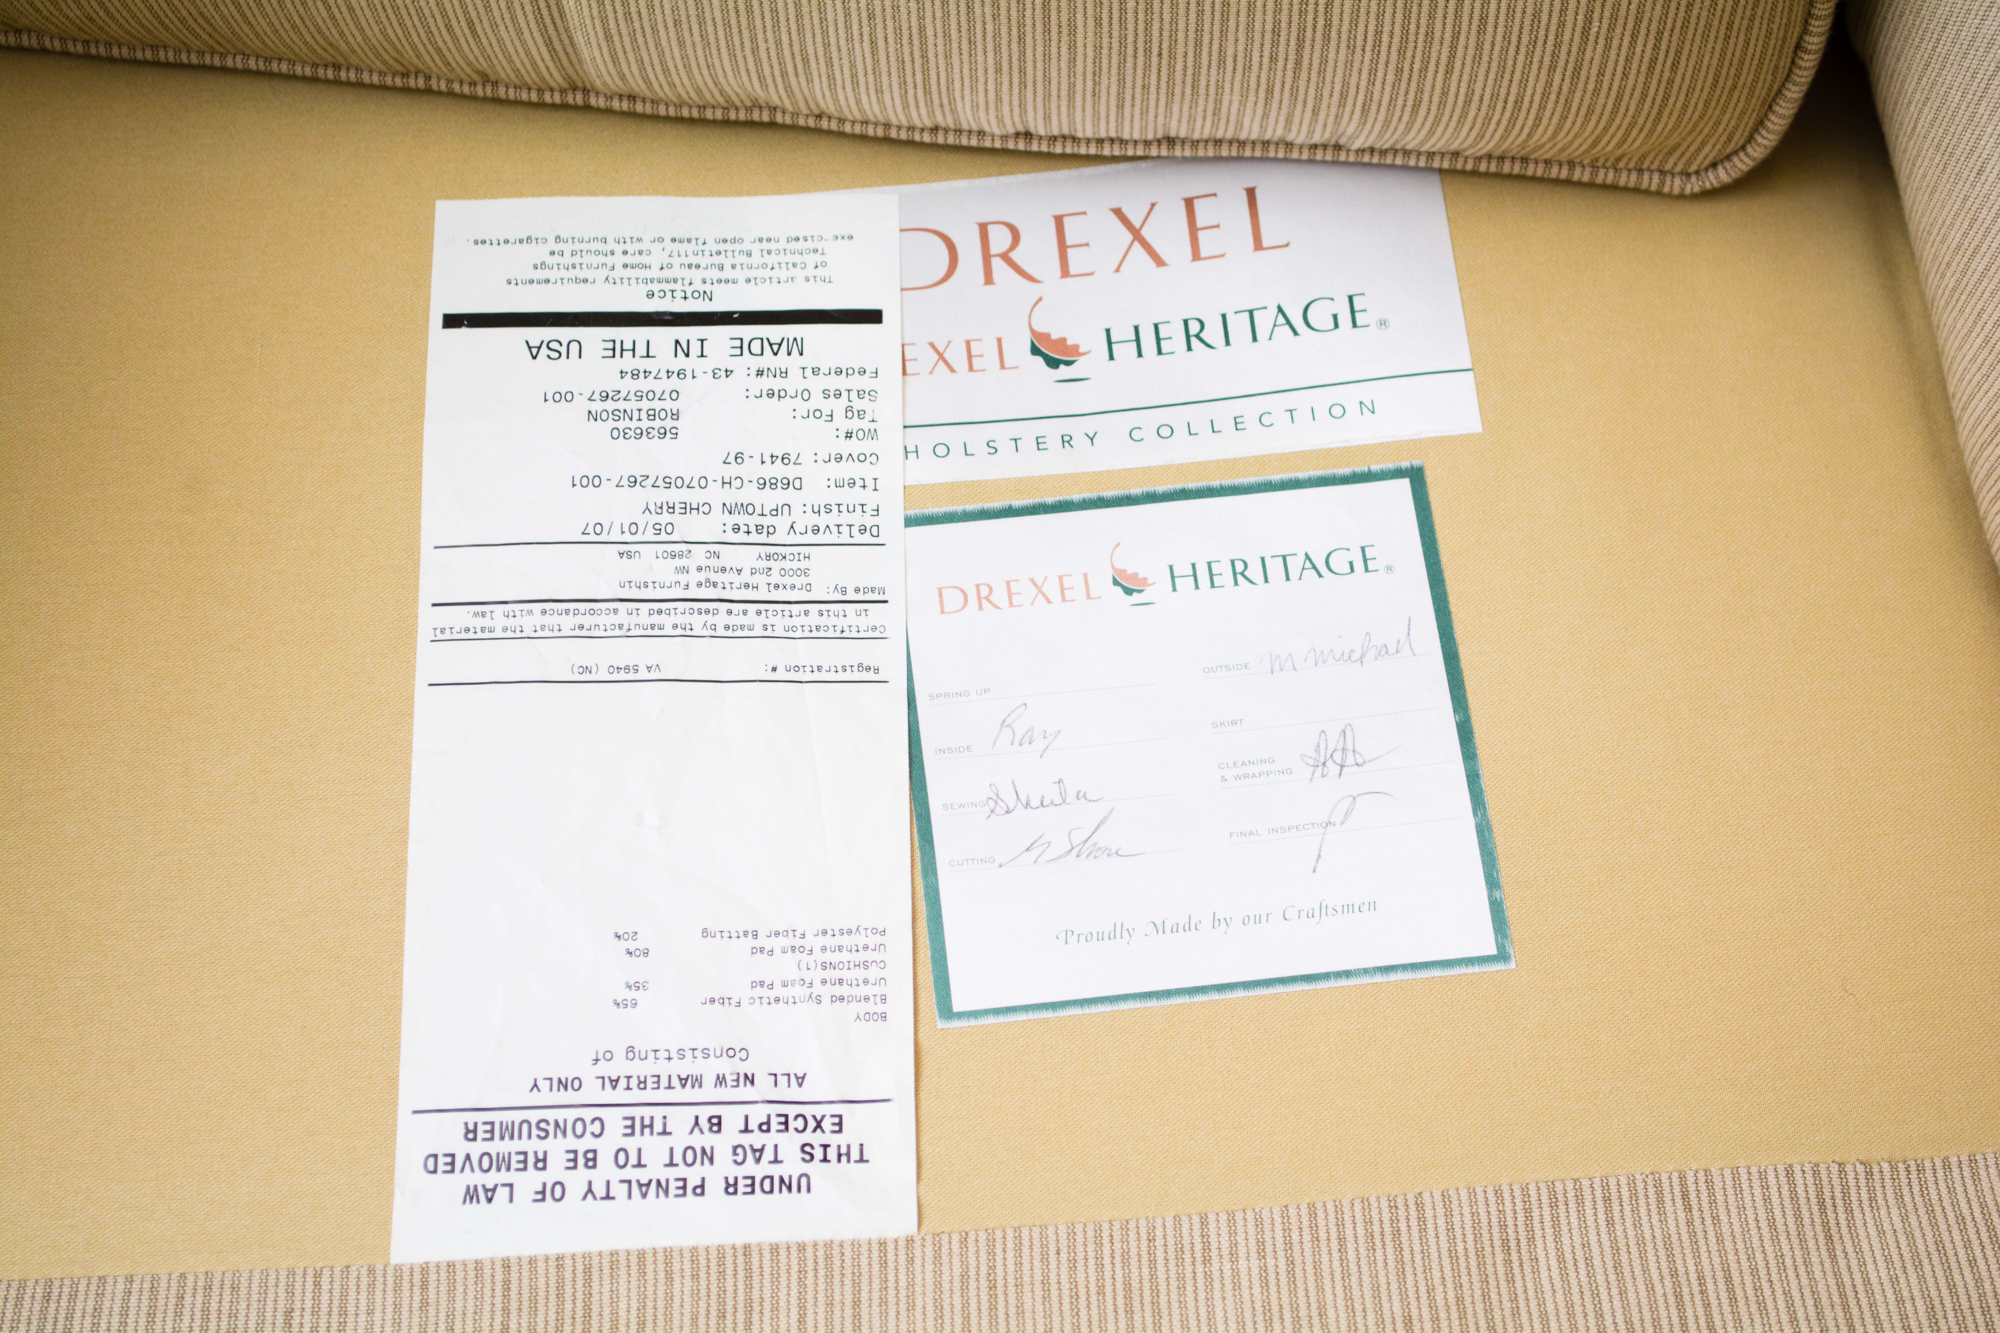 UNDER PENALTY OF LAW
THIS TAG NOT TO BE REMOVED
EXCEPT BY THE CONSUMER
ALL NEW MATERIAL ONLY
Consisting of
BODY
Blended Synthetic Fiber 65%
Urethane Foam Pad 35%
CUSHIONS(1)
Urethane Foam Pad 80%
Polyester Fiber Batting 20%
Registration #: VA 5940 (NC)
Certification is made by the manufacturer that the material
in this article are described in accordance with law.
Made By: Drexel Heritage Furnishin
3000 2nd Avenue NW
HICKORY NC 28601 USA
Delivery date: 05/01/07
Finish: UPTOWN CHERRY
Item: D686-CH-07057267-001
Cover: 7941-97
WO#: 563630
Tag For: ROBINSON
Sales Order: 07057267-001
Federal RN#: 43-1947484
MADE IN THE USA
Notice
This article meets flammability requirements
of California Bureau of Home Furnishings
Technical Bulletin117, care should be
exercised near open flame or with burning cigarettes.
DREXEL
EXEL HERITAGE®
HOLSTERY COLLECTION
DREXEL HERITAGE®
SPRING UP
INSIDE Ray
SEWING Sheila
CUTTING
OUTSIDE M Michael
SKIRT
CLEANING
& WRAPPING
FINAL INSPECTION
Proudly Made by our Craftsmen